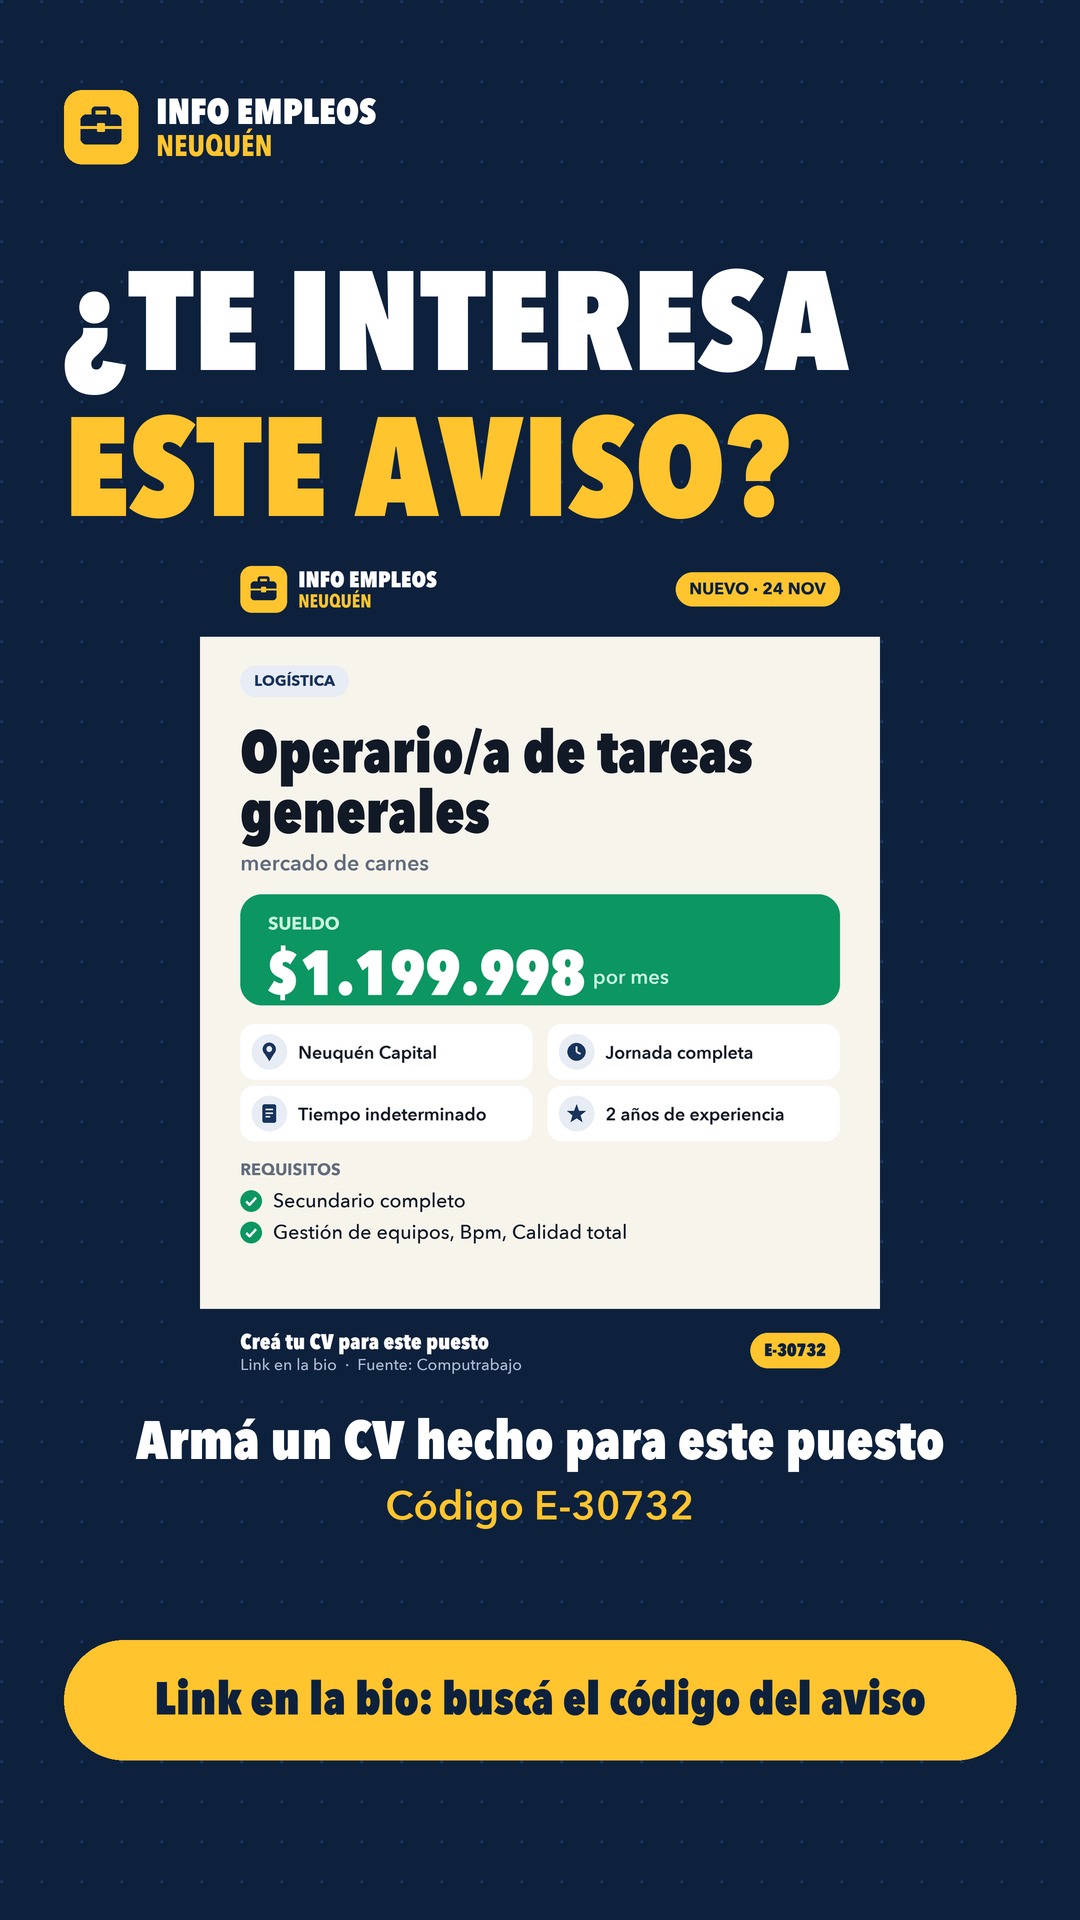 INFO EMPLEOS
NEUQUÉN
¿TE INTERESA
ESTE AVISO?
INFO EMPLEOS
NEUQUÉN
NUEVO · 24 NOV
LOGÍSTICA
Operario/a de tareas
generales
mercado de carnes
SUELDO
$1.199.998 por mes
Neuquén Capital
Jornada completa
Tiempo indeterminado
2 años de experiencia
REQUISITOS
Secundario completo
Gestión de equipos, Bpm, Calidad total
Creá tu CV para este puesto
Link en la bio · Fuente: Computrabajo
E-30732
Armá un CV hecho para este puesto
Código E-30732
Link en la bio: buscá el código del aviso